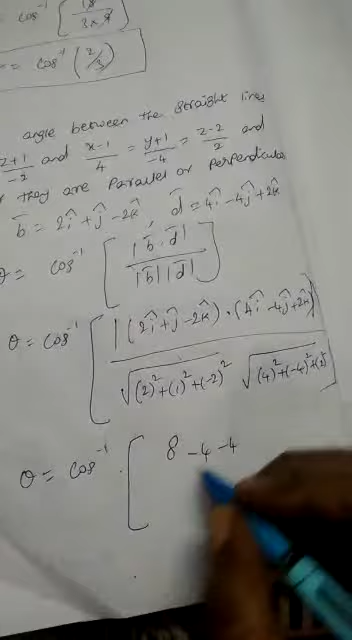 cos⁻¹ [ 18 / 3×9
= cos⁻¹ (2/3)
angle between the straight lines
z+1/-2 and x-1/4 = y+1/-4 = z-2/2 and
they are parallel or perpendicular
b̄ = 2î+ĵ-2k̂, d̄ = 4î-4ĵ+2k̂
= cos⁻¹ [ |b̄·d̄| / |b̄||d̄| ]
θ = cos⁻¹ [ |(2î+ĵ-2k̂)·(4î-4ĵ+2k̂)| / √(2)²+(1)²+(-2)² √(4)²+(-4)²+(2)² ]
θ = cos⁻¹ [ 8-4-4